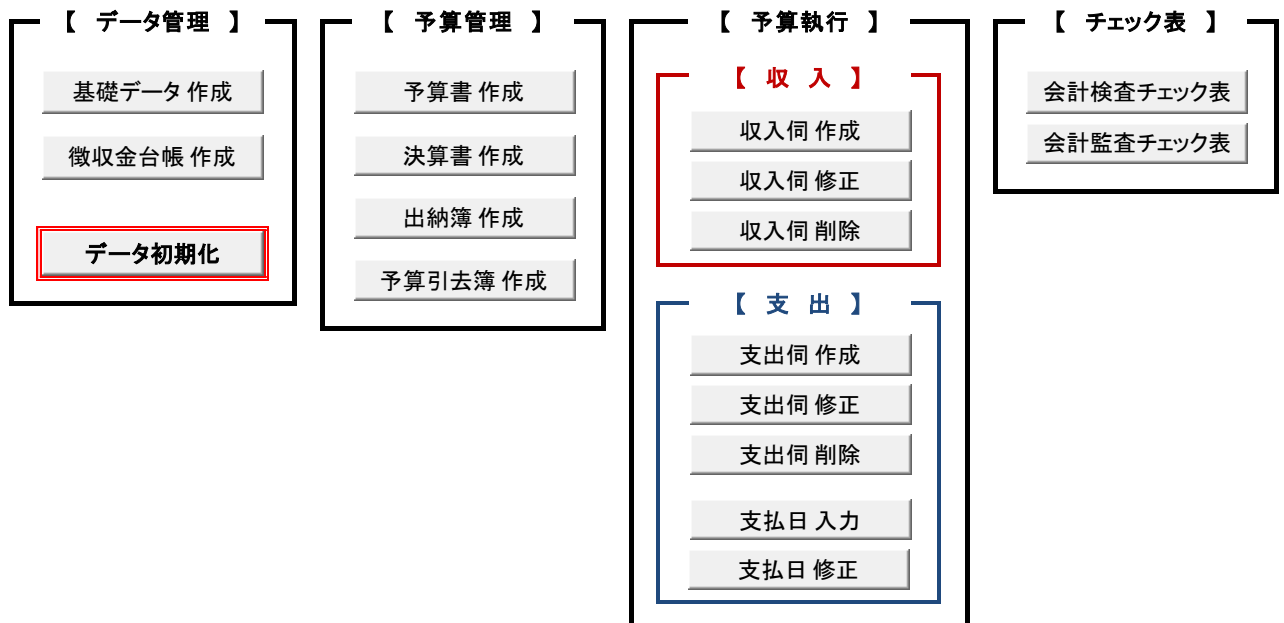 【 データ管理 】
基礎データ 作成
徴収金台帳 作成
データ初期化
【 予算管理 】
予算書 作成
決算書 作成
出納簿 作成
予算引去簿 作成
【 予算執行 】
【 収 入 】
収入伺 作成
収入伺 修正
収入伺 削除
【 支 出 】
支出伺 作成
支出伺 修正
支出伺 削除
支払日 入力
支払日 修正
【 チェック表 】
会計検査チェック表
会計監査チェック表